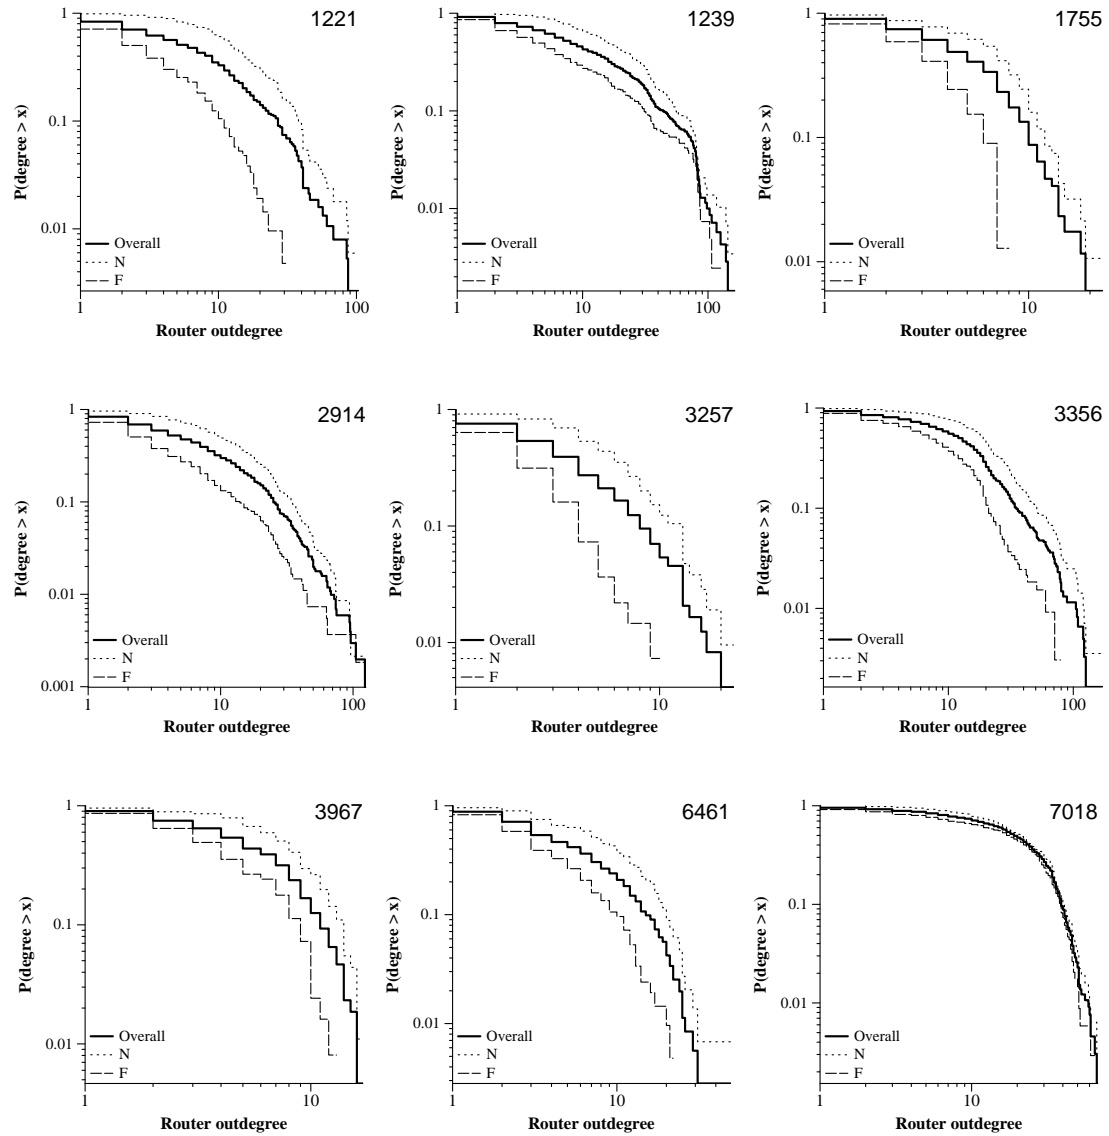 1221
1
0.1
0.01
P(degree > x)
Overall
N
F
1
10
100
Router outdegree
1239
1
0.1
0.01
P(degree > x)
Overall
N
F
1
10
100
Router outdegree
1755
1
0.1
0.01
P(degree > x)
Overall
N
F
1
10
Router outdegree
2914
1
0.1
0.01
0.001
P(degree > x)
Overall
N
F
1
10
100
Router outdegree
3257
1
0.1
0.01
P(degree > x)
Overall
N
F
1
10
Router outdegree
3356
1
0.1
0.01
P(degree > x)
Overall
N
F
1
10
100
Router outdegree
3967
1
0.1
0.01
P(degree > x)
Overall
N
F
1
10
Router outdegree
6461
1
0.1
0.01
P(degree > x)
Overall
N
F
1
10
Router outdegree
7018
1
0.1
0.01
P(degree > x)
Overall
N
F
1
10
Router outdegree